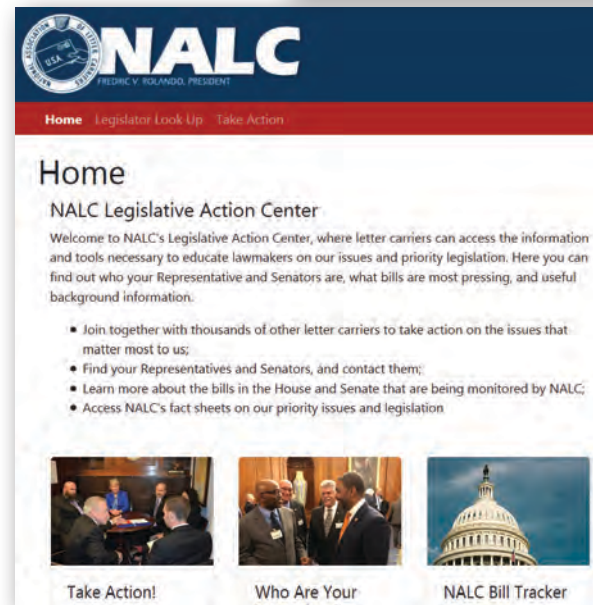 NATIONAL ASSOCIATION OF LETTER CARRIERS
U.S.A.
NALC
FREDRIC V. ROLANDO, PRESIDENT
Home Legislator Look Up Take Action
Home
NALC Legislative Action Center
Welcome to NALC's Legislative Action Center, where letter carriers can access the information
and tools necessary to educate lawmakers on our issues and priority legislation. Here you can
find out who your Representative and Senators are, what bills are most pressing, and useful
background information.
• Join together with thousands of other letter carriers to take action on the issues that
matter most to us;
• Find your Representatives and Senators, and contact them;
• Learn more about the bills in the House and Senate that are being monitored by NALC;
• Access NALC's fact sheets on our priority issues and legislation
Take Action!
Who Are Your
NALC Bill Tracker